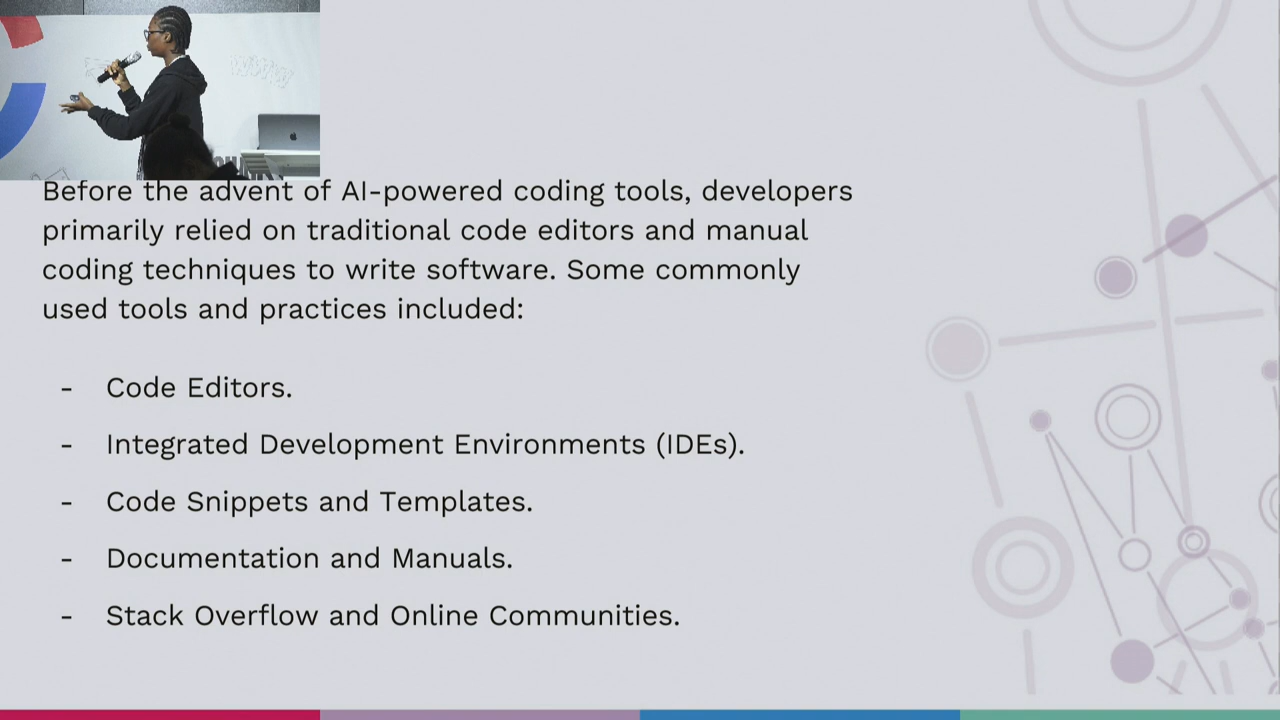 Before the advent of AI-powered coding tools, developers
primarily relied on traditional code editors and manual
coding techniques to write software. Some commonly
used tools and practices included:
- Code Editors.
- Integrated Development Environments (IDEs).
- Code Snippets and Templates.
- Documentation and Manuals.
- Stack Overflow and Online Communities.